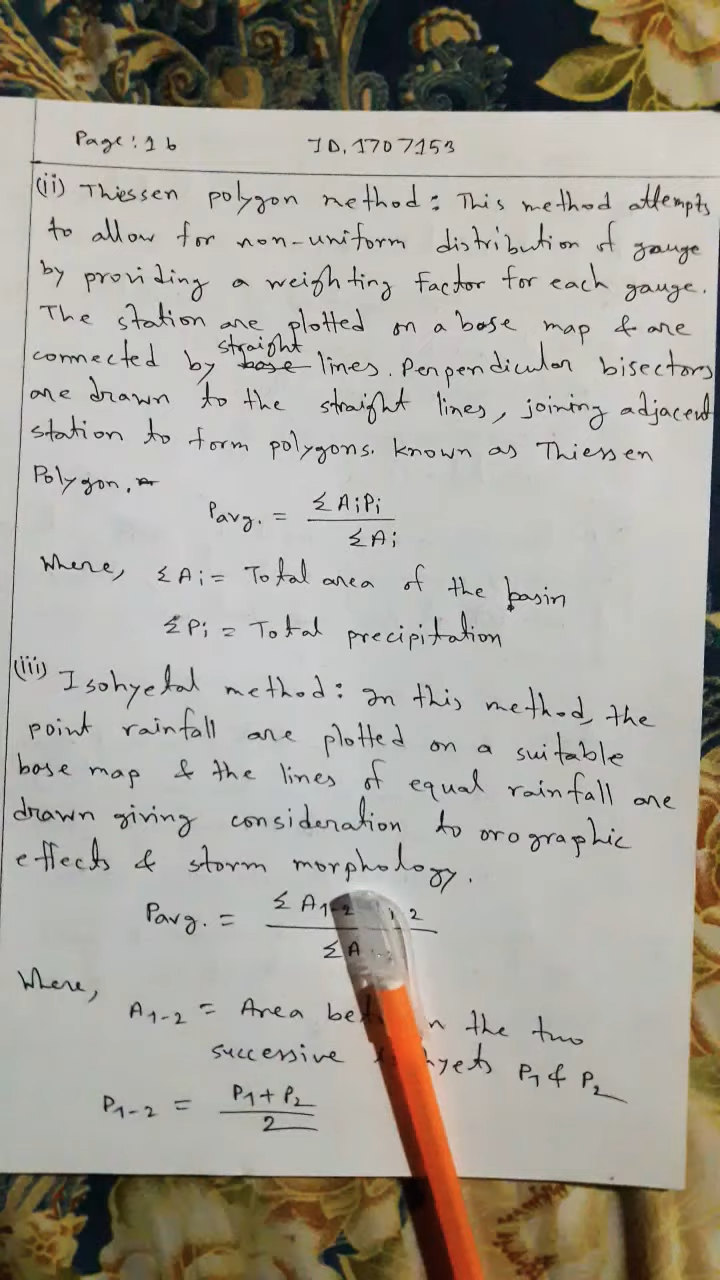 Page: 16 ID. 1707153
(ii) Thiessen polygon method: This method attempts
to allow for non-uniform distribution of gauge
by providing a weighting factor for each gauge.
The station are plotted on a base map & are
connected by straight base lines. Perpendicular bisectors
are drawn to the straight lines, joining adjacent
station to form polygons. known as Thiessen
Polygon.
Pavg. = ΣAiPi / ΣAi
Where, ΣAi = Total area of the basin
ΣPi = Total precipitation
(iii) Isohyetal method: In this method, the
point rainfall are plotted on a suitable
base map & the lines of equal rainfall are
drawn giving consideration to orographic
effects & storm morphology.
Pavg. = ΣA1-2 2 / ΣA
Where,
A1-2 = Area the two
successive P1 & P2
P1-2 = P1+P2 / 2